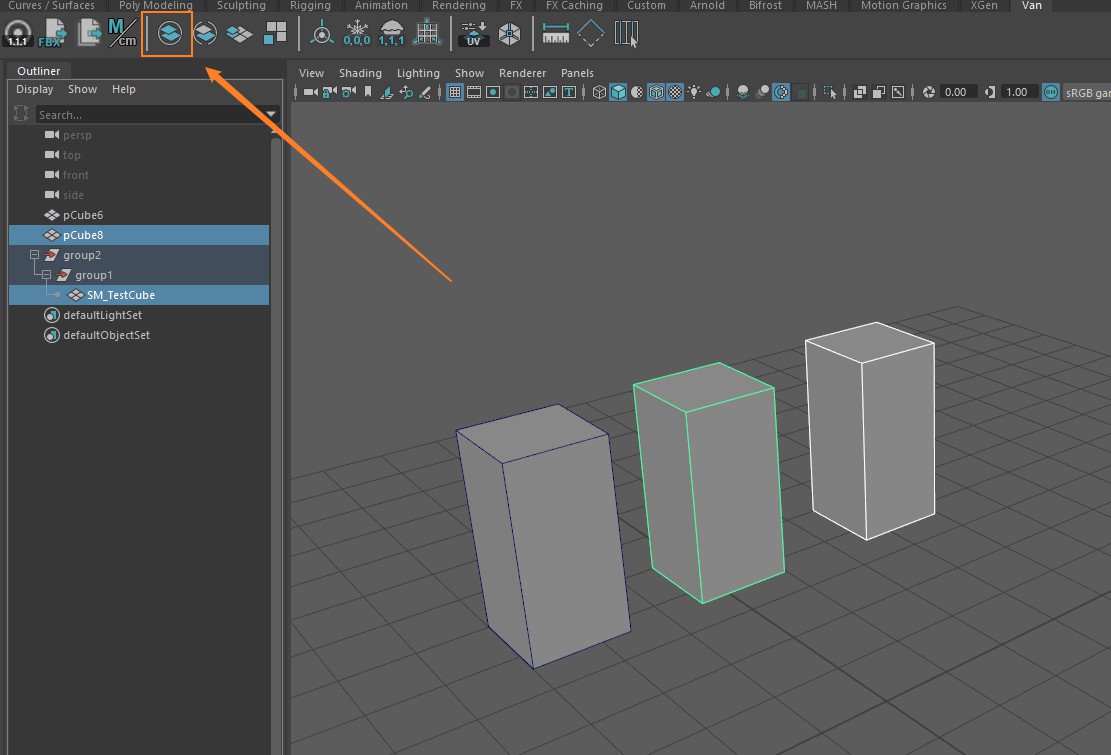 Curves / Surfaces Poly Modeling Sculpting Rigging Animation Rendering FX FX Caching Custom Arnold Bifrost MASH Motion Graphics XGen Van
1.1.1 FBX M/cm 0,0,0 1,1,1 UV
Outliner
Display Show Help
Search...
persp
top
front
side
pCube6
pCube8
group2
group1
SM_TestCube
defaultLightSet
defaultObjectSet
View Shading Lighting Show Renderer Panels
0.00 1.00 ON sRGB gam